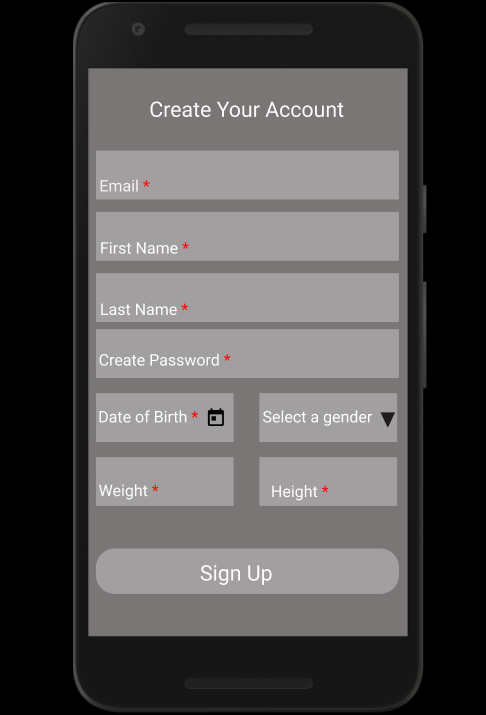 Create Your Account
Email *
First Name *
Last Name *
Create Password *
Date of Birth *
Select a gender
Weight *
Height *
Sign Up